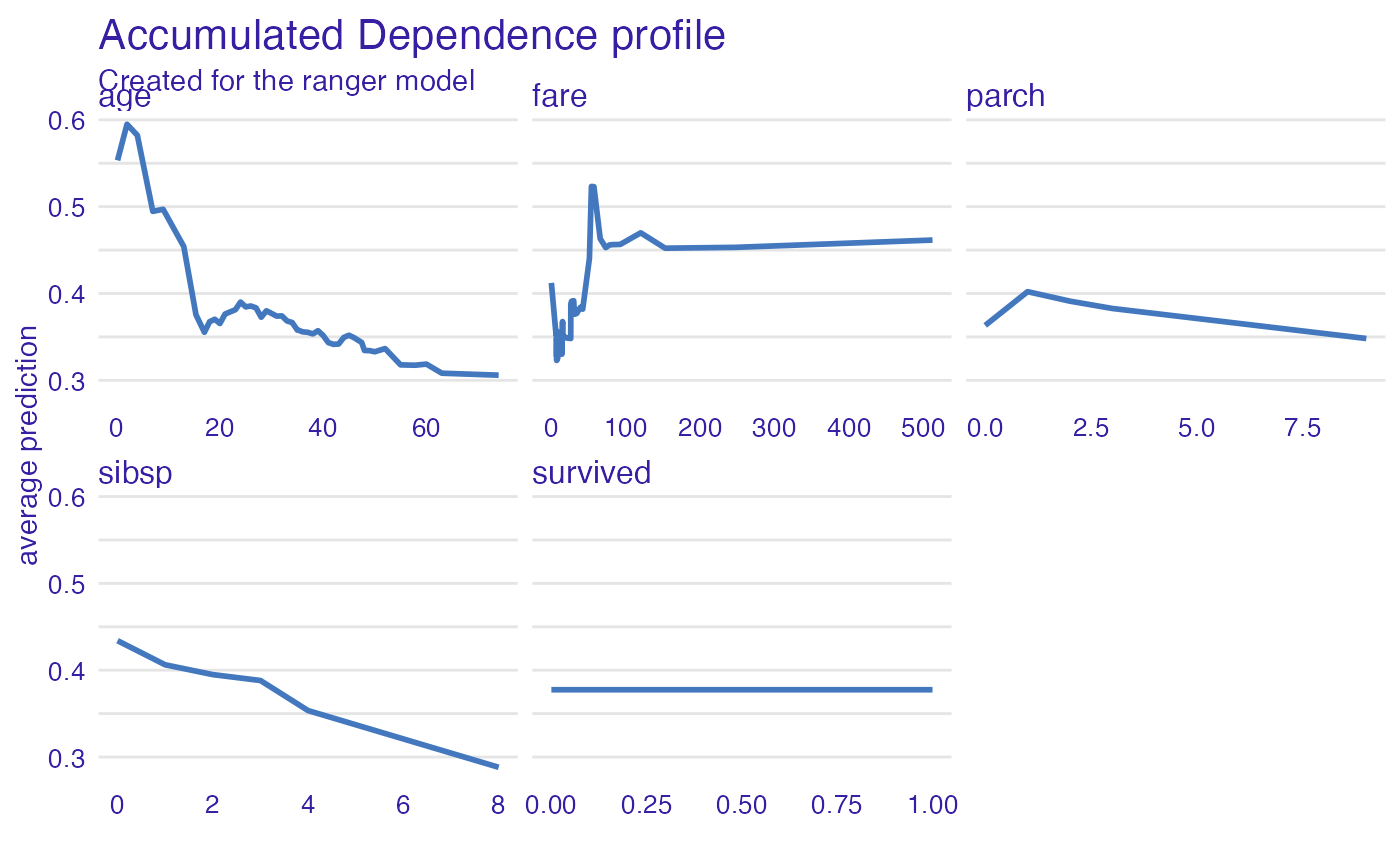 Accumulated Dependence profile
Created for the ranger model
age
fare
parch
0.6
0.5
0.4
0.3
0 20 40 60
0 100 200 300 400 500
0.0 2.5 5.0 7.5
average prediction
sibsp
survived
0.6
0.5
0.4
0.3
0 2 4 6 8
0.00 0.25 0.50 0.75 1.00